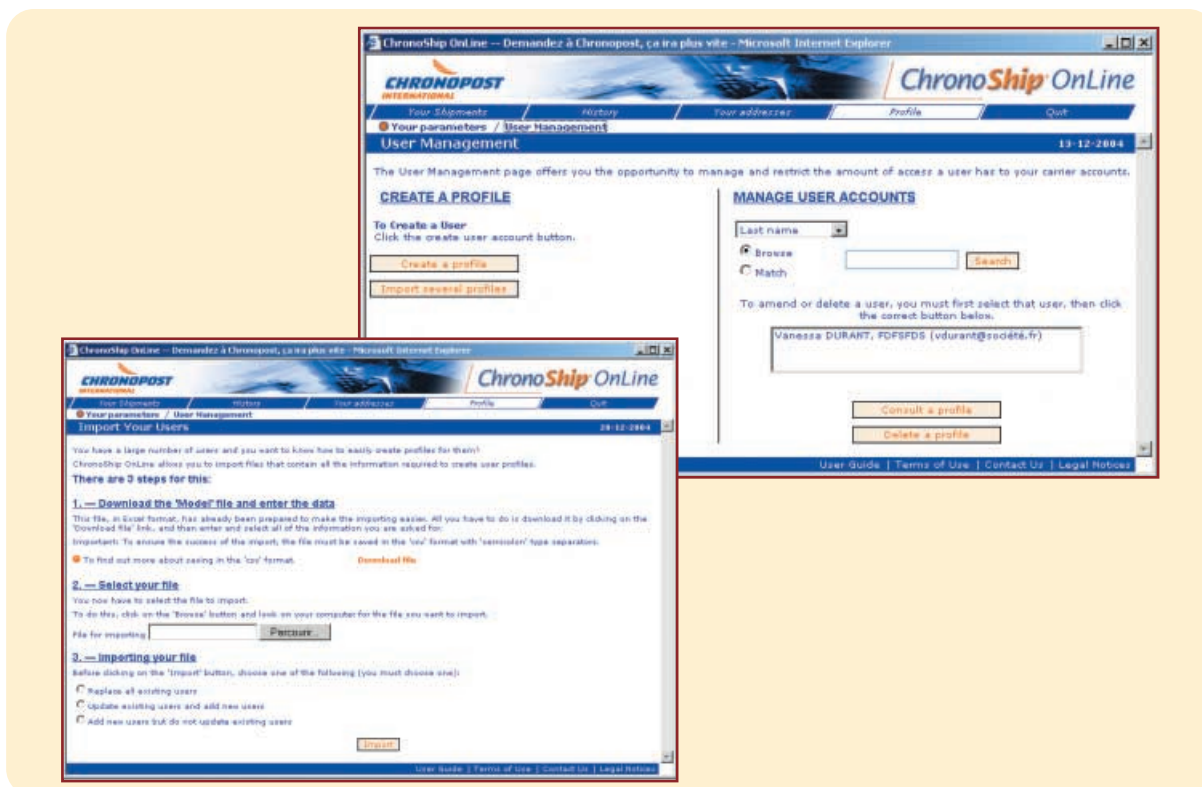 ChronoShip OnLine -- Demandez à Chronopost, ça ira plus vite - Microsoft Internet Explorer
CHRONOPOST
INTERNATIONAL
ChronoShip OnLine
Your Shipments / History / Your addresses / Profile / Quit
Your parameters / User Management
User Management 13-12-2004
The User Management page offers you the opportunity to manage and restrict the amount of access a user has to your carrier accounts.
CREATE A PROFILE
To Create a User
Click the create user account button.
Create a profile
Import several profiles
MANAGE USER ACCOUNTS
Last name
Browse
Match
Search
To amend or delete a user, you must first select that user, then click
the correct button below.
Vanessa DURANT, FDFSFDS (vdurant@société.fr)
Consult a profile
Delete a profile
User Guide | Terms of Use | Contact Us | Legal Notices
ChronoShip OnLine -- Demandez à Chronopost, ça ira plus vite - Microsoft Internet Explorer
CHRONOPOST
INTERNATIONAL
ChronoShip OnLine
Your Shipments / History / Your addresses / Profile / Quit
Your parameters / User Management
Import Your Users 20-12-2004
You have a large number of users and you want to know how to easily create profiles for them?
ChronoShip OnLine allows you to import files that contain all the information required to create user profiles.
There are 3 steps for this:
1. — Download the 'Model' file and enter the data
This file, in Excel format, has already been prepared to make the importing easier. All you have to do is download it by clicking on the
'Download file' link, and then enter and select all of the information you are asked for.
Important: To ensure the success of the import, the file must be saved in the 'csv' format with 'semicolon' type separators.
To find out more about saving in the 'csv' format. Download file
2. — Select your file
You now have to select the file to import.
To do this, click on the 'Browse' button and look on your computer for the file you want to import.
File for importing Parcourir...
3. — Importing your file
Before clicking on the 'Import' button, choose one of the following (you must choose one):
Replace all existing users
Update existing users and add new users
Add new users but do not update existing users
Import
User Guide | Terms of Use | Contact Us | Legal Notices